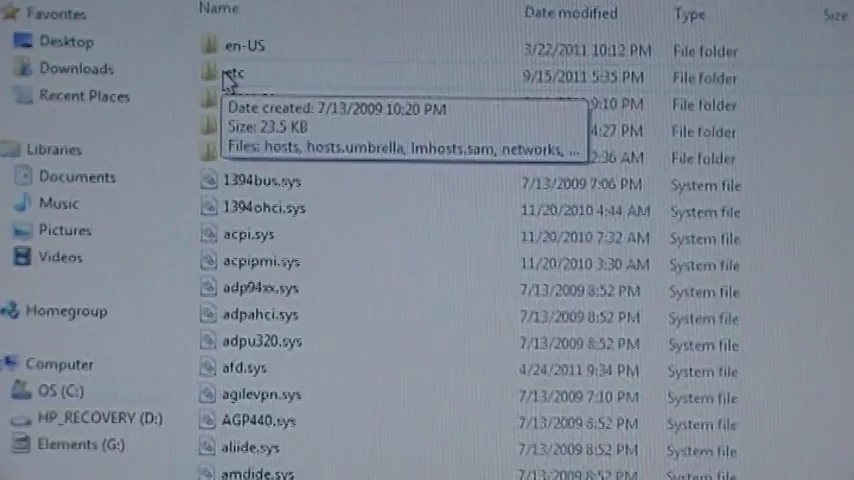 Favorites Name Date modified Type Size
Desktop en-US 3/22/2011 10:12 PM File folder
Downloads etc 9/15/2011 5:35 PM File folder
Recent Places 9:10 PM File folder
Date created: 7/13/2009 10:20 PM
Size: 23.5 KB 4:27 PM File folder
Libraries Files: hosts, hosts.umbrella, lmhosts.sam, networks, ... 2:36 AM File folder
Documents 1394bus.sys 7/13/2009 7:06 PM System file
Music 1394ohci.sys 11/20/2010 4:44 AM System file
Pictures acpi.sys 11/20/2010 7:32 AM System file
Videos acpipmi.sys 11/20/2010 3:30 AM System file
adp94xx.sys 7/13/2009 8:52 PM System file
Homegroup adpahci.sys 7/13/2009 8:52 PM System file
adpu320.sys 7/13/2009 8:52 PM System file
Computer afd.sys 4/24/2011 9:34 PM System file
OS (C:) agilevpn.sys 7/13/2009 7:10 PM System file
HP_RECOVERY (D:) AGP440.sys 7/13/2009 8:52 PM System file
Elements (G:) aliide.sys 7/13/2009 8:52 PM System file
amdide.sys 7/13/2009 8:52 PM System file